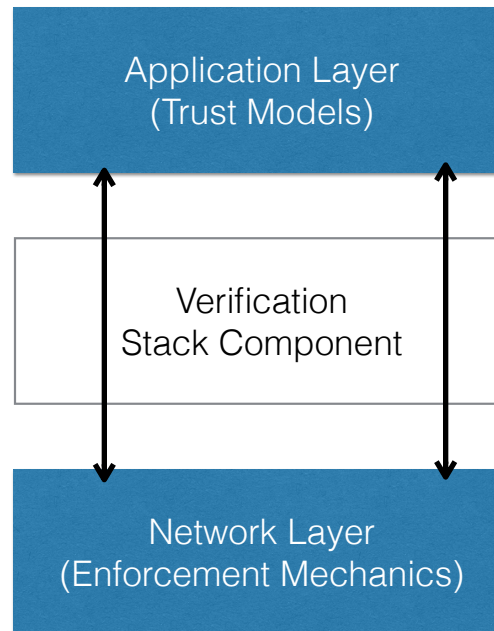 Application Layer
(Trust Models)
Verification
Stack Component
Network Layer
(Enforcement Mechanics)